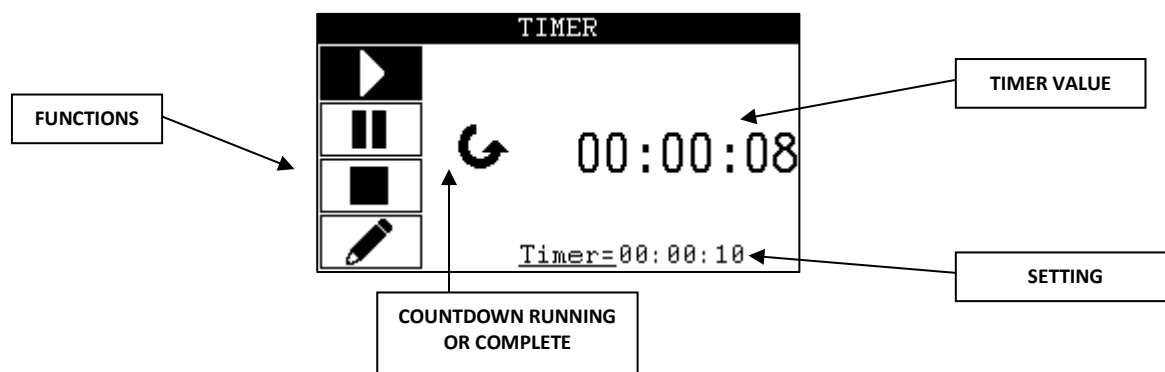 TIMER
TIMER VALUE
FUNCTIONS
00:00:08
Timer=00:00:10
SETTING
COUNTDOWN RUNNING
OR COMPLETE